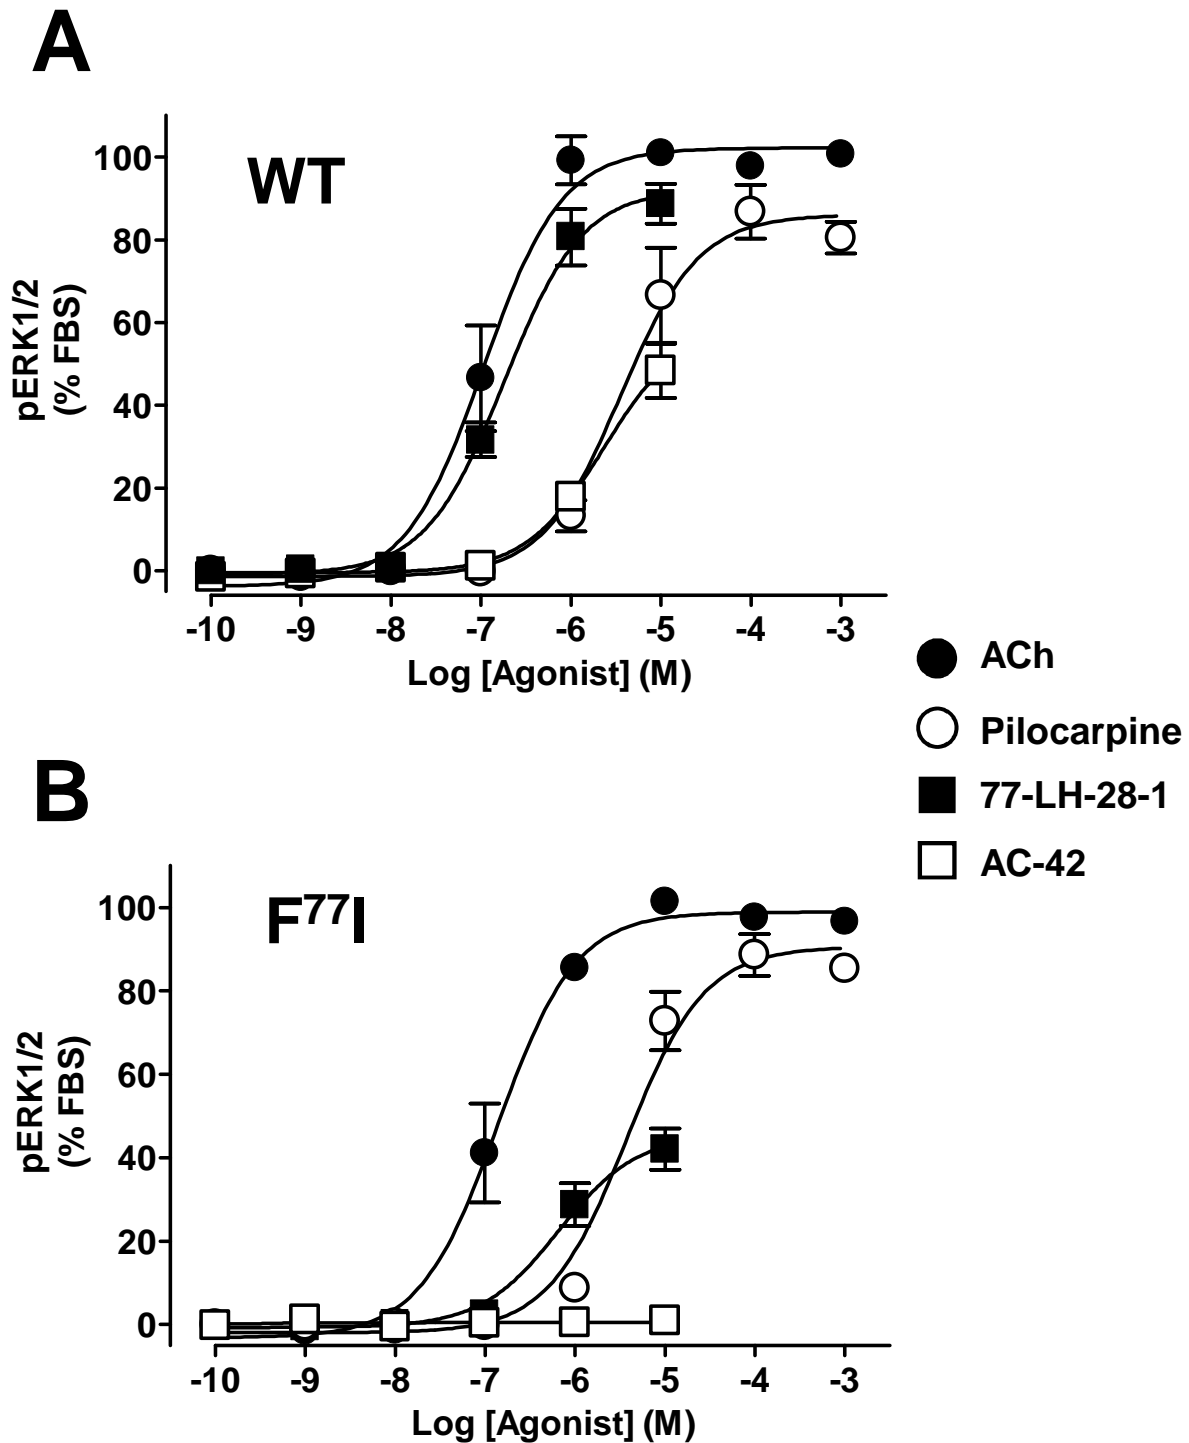 A
WT
100
80
60
40
20
0
pERK1/2
(% FBS)
-10 -9 -8 -7 -6 -5 -4 -3
Log [Agonist] (M)
ACh
Pilocarpine
77-LH-28-1
AC-42
B
F⁷⁷I
100
80
60
40
20
0
pERK1/2
(% FBS)
-10 -9 -8 -7 -6 -5 -4 -3
Log [Agonist] (M)